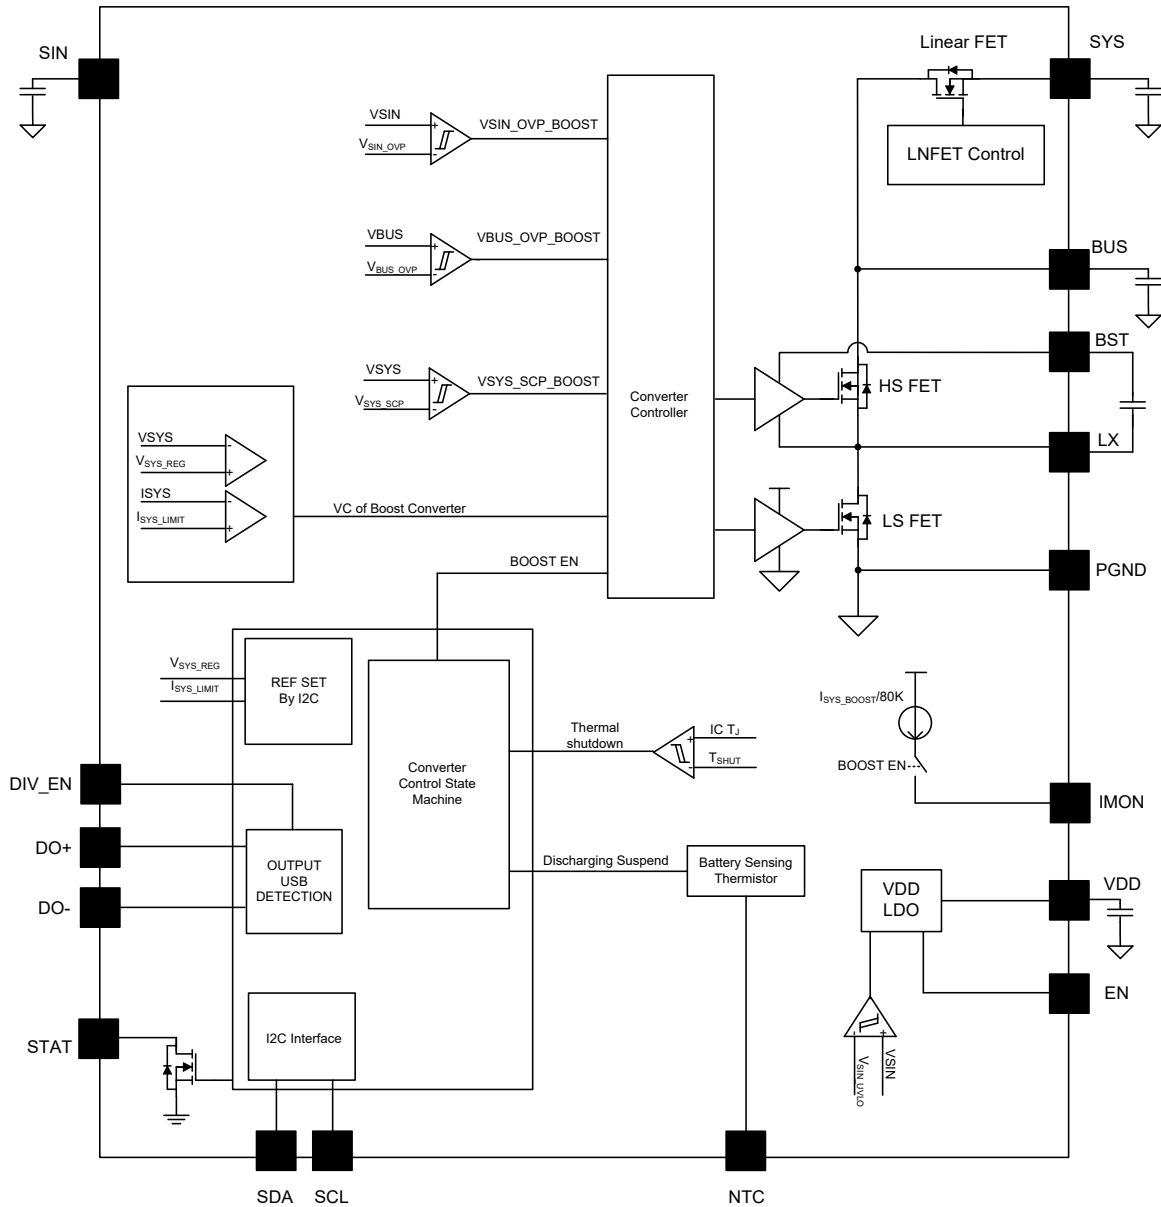 SIN
Linear FET
SYS
LNFET Control
VSIN
VSIN_OVP
VSIN_OVP_BOOST
VBUS
VBUS_OVP
VBUS_OVP_BOOST
BUS
BST
VSYS
VSYS_SCP
VSYS_SCP_BOOST
Converter
Controller
HS FET
LX
VSYS
VSYS_REG
ISYS
ISYS_LIMIT
VC of Boost Converter
LS FET
BOOST EN
PGND
VSYS_REG
ISYS_LIMIT
REF SET
By I2C
ISYS_BOOST/80K
BOOST EN
IMON
Thermal
shutdown
IC TJ
TSHUT
Converter
Control State
Machine
DIV_EN
DO+
DO-
OUTPUT
USB
DETECTION
Discharging Suspend
Battery Sensing
Thermistor
VDD
LDO
VDD
EN
STAT
I2C Interface
VSIN UVLO
VSIN
SDA
SCL
NTC